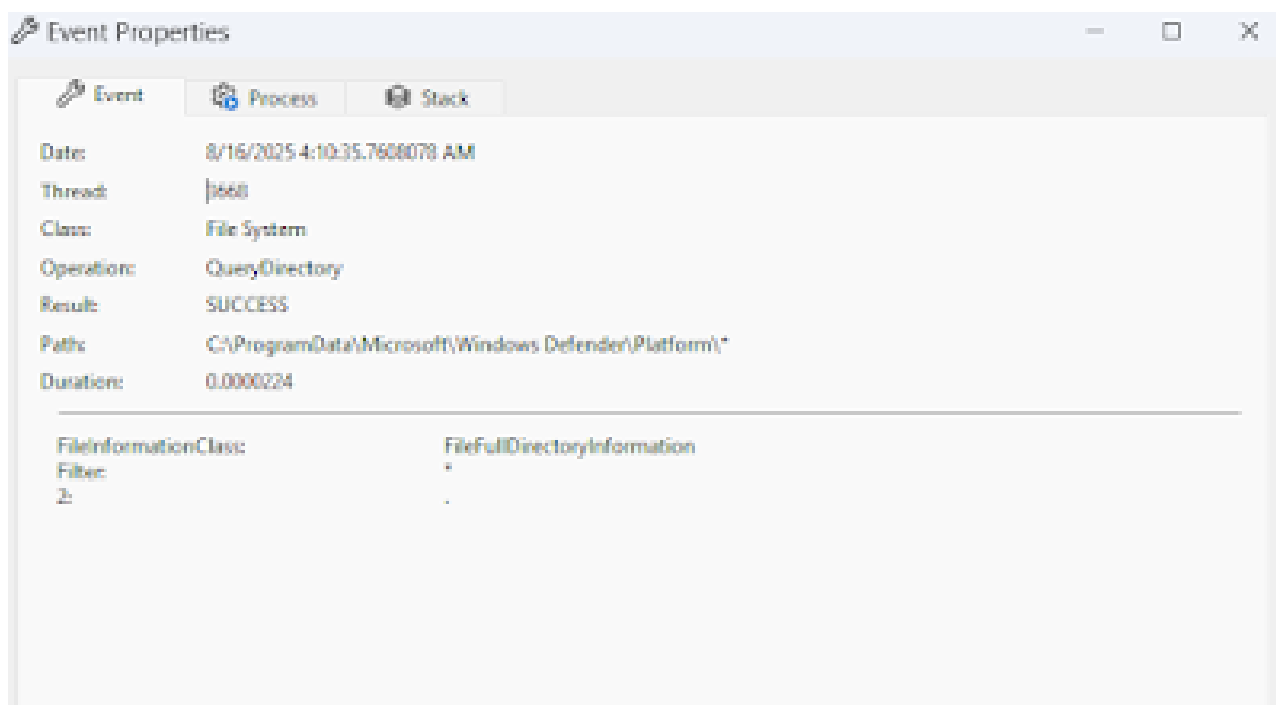 Event Properties
Event Process Stack
Date: 8/16/2025 4:10:35.7608078 AM
Thread: 3668
Class: File System
Operation: QueryDirectory
Result: SUCCESS
Path: C:\ProgramData\Microsoft\Windows Defender\Platform\*
Duration: 0.0000224
FileInformationClass: FileFullDirectoryInformation
Filter: *
2: .